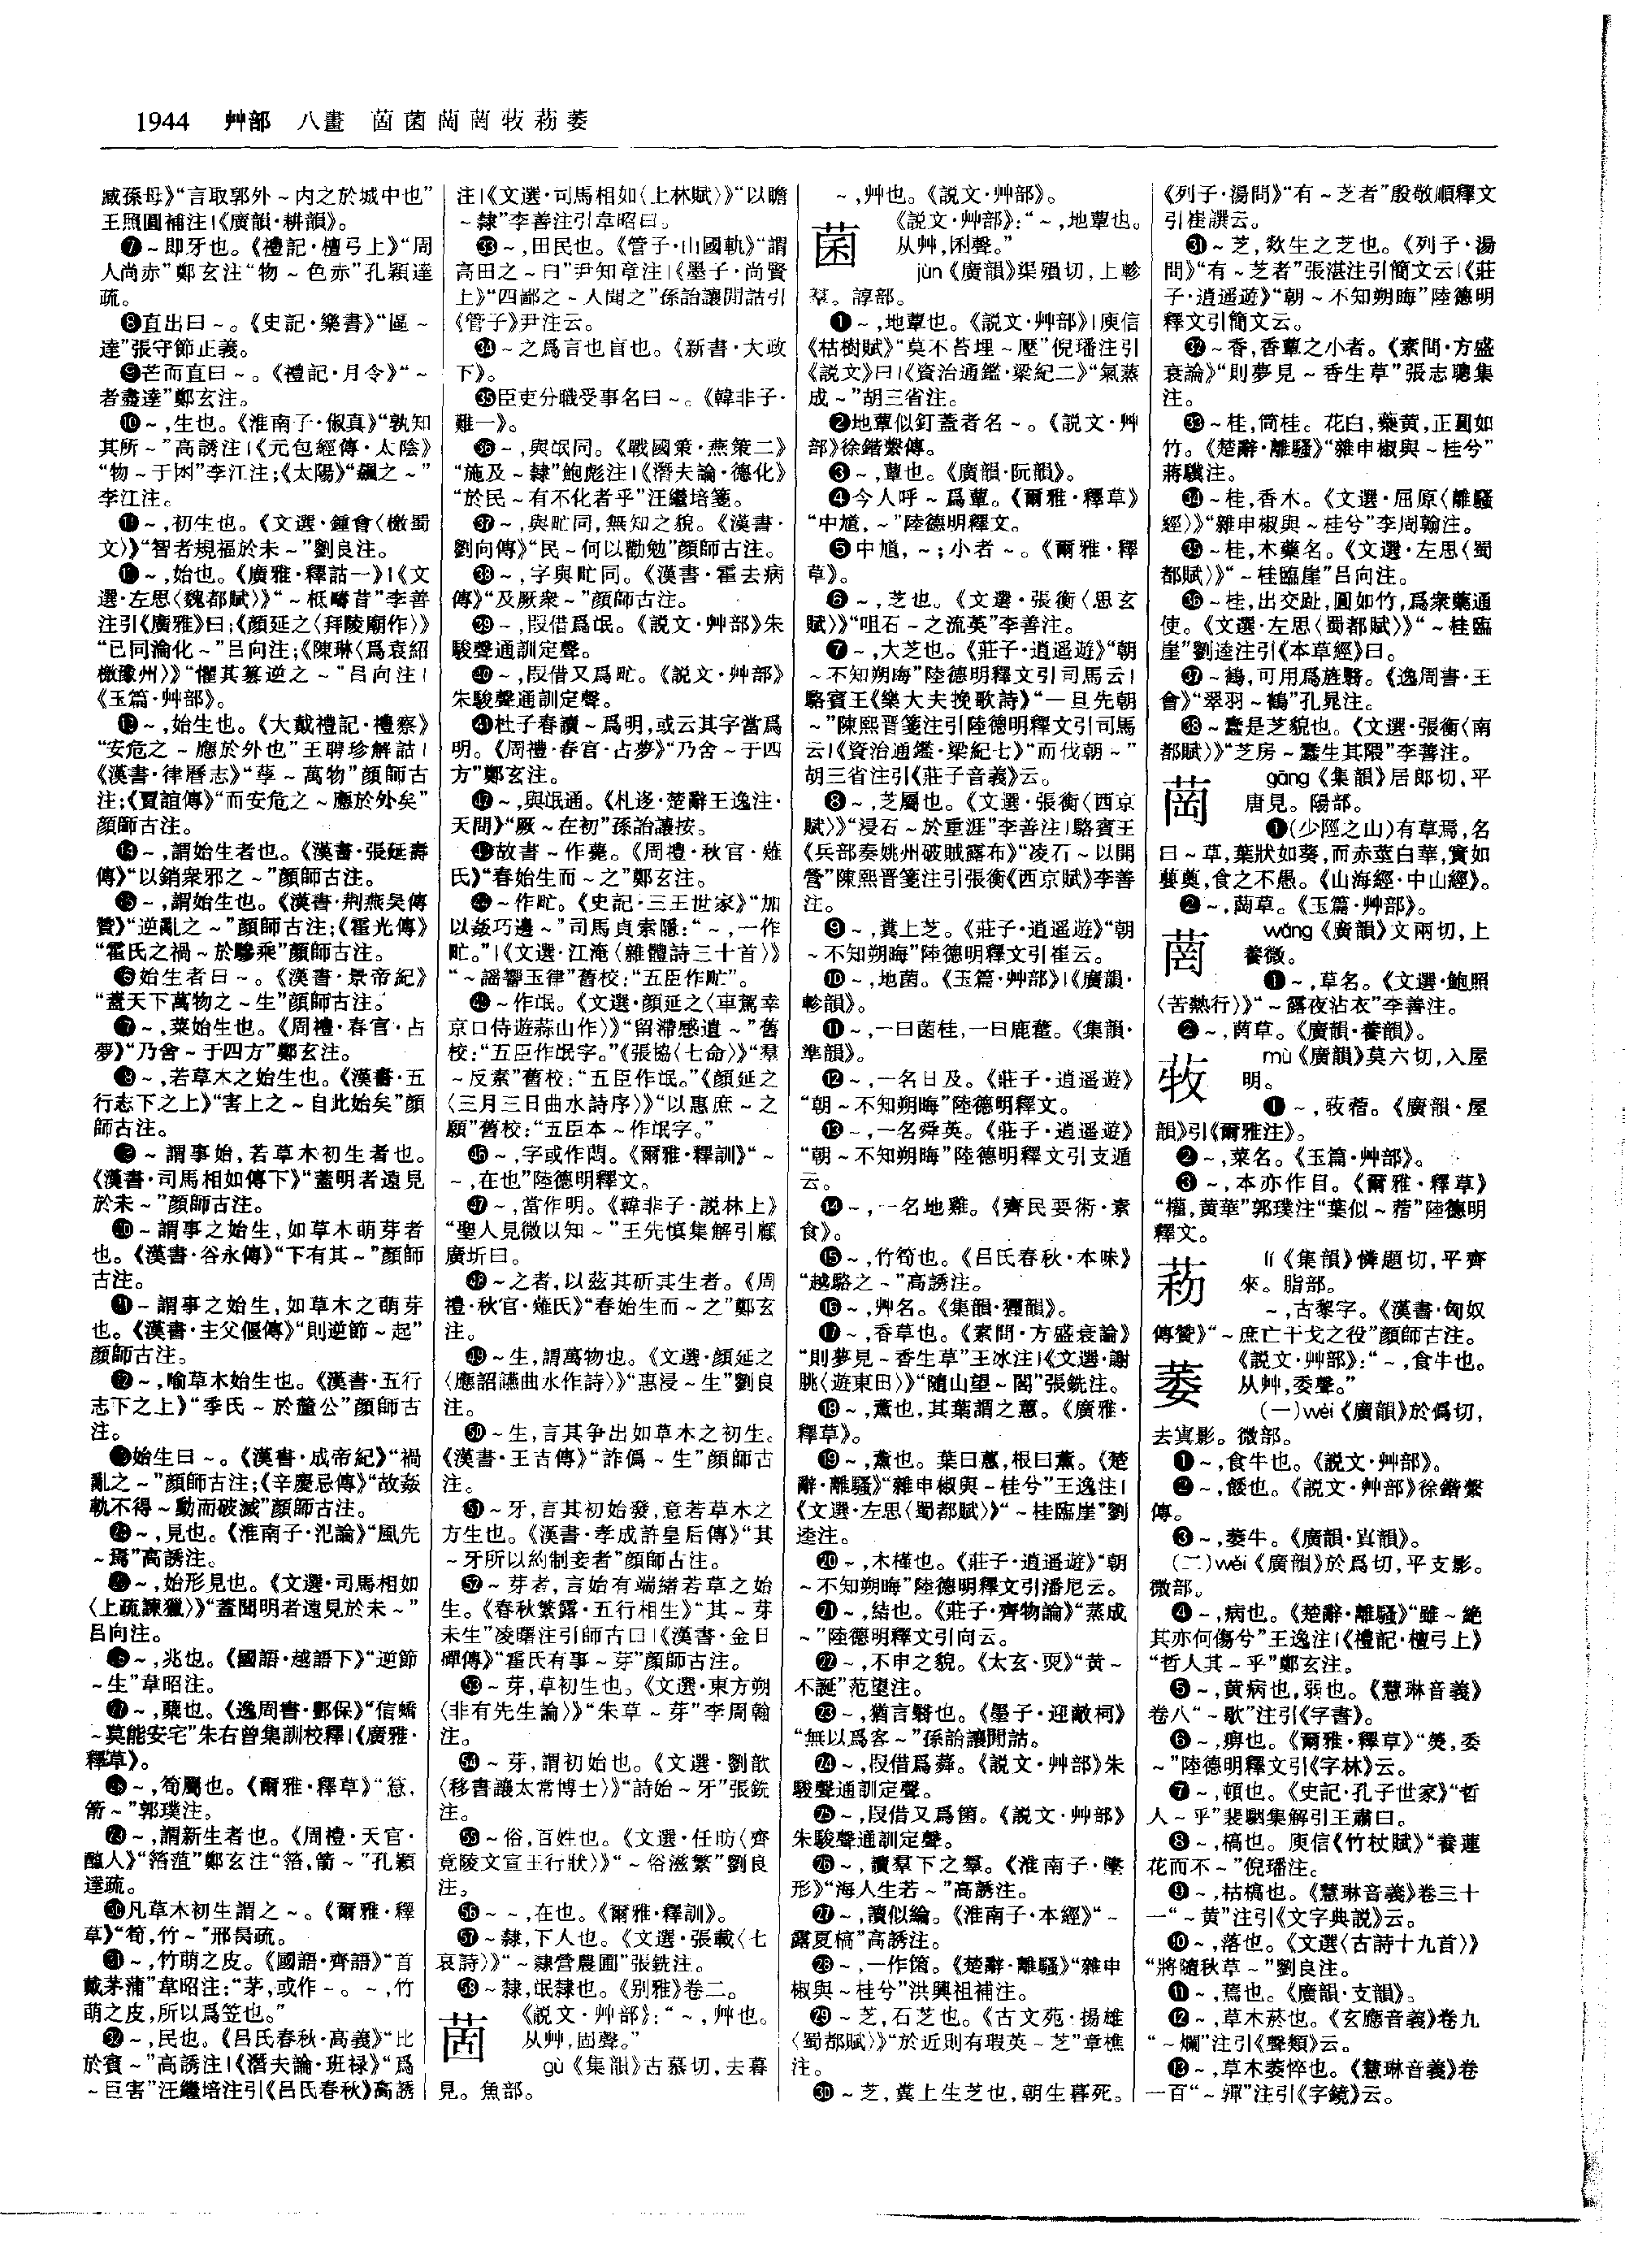 1944 艸部 八畫 菌 菌 䓳 菵 莯 䓞 萎
臧孫母》“言取郭外～内之於城中也”
王照圓補注|《廣韻·耕韻》。
❼～即牙也。《禮記·檀弓上》“周
人尚赤”鄭玄注“物～色赤”孔穎達
疏。
❽直出曰～。《史記·樂書》“區～
達”張守節正義。
❾芒而直曰～。《禮記·月令》“～
者盡達”鄭玄注。
❿～,生也。《淮南子·俶真》“孰知
其所～”高誘注|《元包經傳·太陰》
“物～于㘡”李江注;《太陽》“飆之～”
李江注。
⓫～,初生也。《文選·鍾會〈檄蜀
文〉》“智者規福於未～”劉良注。
⓬～,始也。《廣雅·釋詁一》|《文
選·左思〈魏都賦〉》“～柢疇昔”李善
注引《廣雅》曰;《顔延之〈拜陵廟作〉》
“已同淪化～”吕向注;《陳琳〈爲袁紹
檄豫州〉》“懼其篡逆之～”吕向注|
《玉篇·艸部》。
⓭～,始生也。《大戴禮記·禮察》
“安危之～應於外也”王聘珍解詁|
《漢書·律曆志》“孳～萬物”顔師古
注;《賈誼傳》“而安危之～應於外矣”
顔師古注。
⓮～,謂始生者也。《漢書·張延壽
傳》“以銷衆邪之～”顔師古注。
⓯～,謂始生也。《漢書·荆燕吴傳
贊》“逆亂之～”顔師古注;《霍光傳》
“霍氏之禍～於驂乘”顔師古注。
⓰始生者曰～。《漢書·景帝紀》
“蓋天下萬物之～生”顔師古注。
⓱～,菜始生也。《周禮·春官·占
夢》“乃舍～于四方”鄭玄注。
⓲～,若草木之始生也。《漢書·五
行志下之上》“害上之～自此始矣”顔
師古注。
⓳～謂事始,若草木初生者也。
《漢書·司馬相如傳下》“蓋明者遠見
於未～”顔師古注。
⓴～謂事之始生,如草木萌芽者
也。《漢書·谷永傳》“下有其～”顔師
古注。
㉑～謂事之始生,如草木之萌芽
也。《漢書·主父偃傳》“則逆節～起”
顔師古注。
㉒～,喻草木始生也。《漢書·五行
志下之上》“季氏～於釐公”顔師古
注。
㉓始生曰～。《漢書·成帝紀》“禍
亂之～”顔師古注;《辛慶忌傳》“故姦
軌不得～動而破滅”顔師古注。
㉔～,見也。《淮南子·氾論》“風先
～焉”高誘注。
㉕～,始形見也。《文選·司馬相如
〈上疏諫獵〉》“蓋聞明者遠見於未～”
吕向注。
㉖～,兆也。《國語·越語下》“逆節
～生”韋昭注。
㉗～,櫱也。《逸周書·酆保》“信蟜
～莫能安宅”朱右曾集訓校釋|《廣雅·
釋草》。
㉘～,筍屬也。《爾雅·釋草》“篙,
箭～”郭璞注。
㉙～,謂新生者也。《周禮·天官·
醢人》“箈菹”鄭玄注“箈,箭～”孔穎
達疏。
㉚凡草木初生謂之～。《爾雅·釋
草》“筍,竹～”邢昺疏。
㉛～,竹萌之皮。《國語·齊語》“首
戴茅蒲”韋昭注:“茅,或作～。～,竹
萌之皮,所以爲笠也。”
㉜～,民也。《吕氏春秋·高義》“比
於賓～”高誘注|《潛夫論·班禄》“爲
～巨害”汪繼培注引《吕氏春秋》高誘
注|《文選·司馬相如〈上林賦〉》“以贍
～隸”李善注引韋昭曰。
㉝～,田民也。《管子·山國軌》“謂
高田之～曰”尹知章注|《墨子·尚賢
上》“四鄙之～人聞之”孫詒讓閒詁引
《管子》尹注云。
㉞～之爲言也盲也。《新書·大政
下》。
㉟臣吏分職受事名曰～。《韓非子·
難一》。
㊱～,與氓同。《戰國策·燕策二》
“施及～隸”鮑彪注|《潛夫論·德化》
“於民～有不化者乎”汪繼培箋。
㊲～,與甿同,無知之貌。《漢書·
劉向傳》“民～何以勸勉”顔師古注。
㊳～,字與甿同。《漢書·霍去病
傳》“及厥衆～”顔師古注。
㊴～,叚借爲氓。《説文·艸部》朱
駿聲通訓定聲。
㊵～,叚借又爲甿。《説文·艸部》
朱駿聲通訓定聲。
㊶杜子春讀～爲明,或云其字當爲
明。《周禮·春官·占夢》“乃舍～于四
方”鄭玄注。
㊷～,與氓通。《札迻·楚辭王逸注·
天問》“厥～在初”孫詒讓按。
㊸故書～作甍。《周禮·秋官·薙
氏》“春始生而～之”鄭玄注。
㊹～作甿。《史記·三王世家》“加
以姦巧邊～”司馬貞索隱:“～,一作
甿。”|《文選·江淹〈雜體詩三十首〉》
“～謡響玉律”舊校:“五臣作甿”。
㊺～作氓。《文選·顔延之〈車駕幸
京口侍遊蒜山作〉》“留滯感遺～”舊
校:“五臣作氓字。”《張協〈七命〉》“羣
～反素”舊校:“五臣作氓。”《顔延之
〈三月三日曲水詩序〉》“以惠庶～之
願”舊校:“五臣本～作氓字。”
㊻～,字或作萳。《爾雅·釋訓》“～
～,在也”陸德明釋文。
㊼～,當作明。《韓非子·説林上》
“聖人見微以知～”王先慎集解引顧
廣圻曰。
㊽～之者,以兹其斫其生者。《周
禮·秋官·薙氏》“春始生而～之”鄭玄
注。
㊾～生,謂萬物也。《文選·顔延之
〈應詔讌曲水作詩〉》“惠浸～生”劉良
注。
㊿～生,言其争出如草木之初生。
《漢書·王吉傳》“詐僞～生”顔師古
注。
51～牙,言其初始發,意若草木之
方生也。《漢書·孝成許皇后傳》“其
～牙所以約制妾者”顔師古注。
52～芽者,言始有端緒若草之始
生。《春秋繁露·五行相生》“其～芽
未生”凌曙注引師古曰|《漢書·金日
磾傳》“霍氏有事～芽”顔師古注。
53～芽,草初生也。《文選·東方朔
〈非有先生論〉》“朱草～芽”李周翰
注。
54～芽,謂初始也。《文選·劉歆
〈移書讓太常博士〉》“詩始～牙”張銑
注。
55～俗,百姓也。《文選·任昉〈齊
竟陵文宣王行狀〉》“～俗滋繁”劉良
注。
56～～,在也。《爾雅·釋訓》。
57～隸,下人也。《文選·張載〈七
哀詩〉》“～隸營農圃”張銑注。
58～隸,氓隸也。《别雅》卷二。
䓢 《説文·艸部》:“～,艸也。
从艸,固聲。”
gù《集韻》古慕切,去暮
見。魚部。
～,艸也。《説文·艸部》。
菌 《説文·艸部》:“～,地蕈也。
从艸,囷聲。”
jùn《廣韻》渠殞切,上軫
羣。諄部。
❶～,地蕈也。《説文·艸部》|庾信
《枯樹賦》“莫不苔埋～壓”倪璠注引
《説文》曰|《資治通鑑·梁紀二》“氣蒸
成～”胡三省注。
❷地蕈似釘蓋者名～。《説文·艸
部》徐鍇繫傳。
❸～,蕈也。《廣韻·阮韻》。
❹今人呼～爲蕈。《爾雅·釋草》
“中馗,～”陸德明釋文。
❺中馗,～;小者～。《爾雅·釋
草》。
❻～,芝也。《文選·張衡〈思玄
賦〉》“咀石～之流英”李善注。
❼～,大芝也。《莊子·逍遥遊》“朝
～不知朔晦”陸德明釋文引司馬云|
駱賓王《樂大夫挽歌詩》“一旦先朝
～”陳熙晋箋注引陸德明釋文引司馬
云|《資治通鑑·梁紀七》“而伐朝～”
胡三省注引《莊子音義》云。
❽～,芝屬也。《文選·張衡〈西京
賦〉》“浸石～於重涯”李善注|駱賓王
《兵部奏姚州破賊露布》“凌石～以開
營”陳熙晋箋注引張衡《西京賦》李善
注。
❾～,糞上芝。《莊子·逍遥遊》“朝
～不知朔晦”陸德明釋文引崔云。
❿～,地菌。《玉篇·艸部》|《廣韻·
軫韻》。
⓫～,一曰菌桂,一曰鹿藿。《集韻·
準韻》。
⓬～,一名日及。《莊子·逍遥遊》
“朝～不知朔晦”陸德明釋文。
⓭～,一名舜英。《莊子·逍遥遊》
“朝～不知朔晦”陸德明釋文引支遁
云。
⓮～,一名地雞。《齊民要術·素
食》。
⓯～,竹筍也。《吕氏春秋·本味》
“越駱之～”高誘注。
⓰～,艸名。《集韻·𤣗韻》。
⓱～,香草也。《素問·方盛衰論》
“則夢見～香生草”王冰注|《文選·謝
朓〈遊東田〉》“隨山望～閣”張銑注。
⓲～,薰也,其葉謂之蕙。《廣雅·
釋草》。
⓳～,薰也。葉曰蕙,根曰薰。《楚
辭·離騷》“雜申椒與～桂兮”王逸注|
《文選·左思〈蜀都賦〉》“～桂臨崖”劉
逵注。
⓴～,木槿也。《莊子·逍遥遊》“朝
～不知朔晦”陸德明釋文引潘尼云。
㉑～,結也。《莊子·齊物論》“蒸成
～”陸德明釋文引向云。
㉒～,不申之貌。《太玄·耎》“黄～
不誕”范望注。
㉓～,猶言翳也。《墨子·迎敵祠》
“無以爲客～”孫詒讓閒詁。
㉔～,叚借爲蕣。《説文·艸部》朱
駿聲通訓定聲。
㉕～,叚借又爲箘。《説文·艸部》
朱駿聲通訓定聲。
㉖～,讀羣下之羣。《淮南子·墬
形》“海人生若～”高誘注。
㉗～,讀似綸。《淮南子·本經》“～
露夏槁”高誘注。
㉘～,一作箘。《楚辭·離騷》“雜申
椒與～桂兮”洪興祖補注。
㉙～芝,石芝也。《古文苑·揚雄
〈蜀都賦〉》“於近則有瑕英～芝”章樵
注。
㉚～芝,糞上生芝也,朝生暮死。
《列子·湯問》“有～芝者”殷敬順釋文
引崔譔云。
㉛～芝,欻生之芝也。《列子·湯
問》“有～芝者”張湛注引簡文云|《莊
子·逍遥遊》“朝～不知朔晦”陸德明
釋文引簡文云。
㉜～香,香蕈之小者。《素問·方盛
衰論》“則夢見～香生草”張志聰集
注。
㉝～桂,筒桂。花白,蘂黄,正圓如
竹。《楚辭·離騷》“雜申椒與～桂兮”
蔣驥注。
㉞～桂,香木。《文選·屈原〈離騷
經〉》“雜申椒與～桂兮”李周翰注。
㉟～桂,木藥名。《文選·左思〈蜀
都賦〉》“～桂臨崖”吕向注。
㊱～桂,出交趾,圓如竹,爲衆藥通
使。《文選·左思〈蜀都賦〉》“～桂臨
崖”劉逵注引《本草經》曰。
㊲～鶴,可用爲旌翳。《逸周書·王
會》“翠羽～鶴”孔晁注。
㊳～蠢是芝貌也。《文選·張衡〈南
都賦〉》“芝房～蠢生其隈”李善注。
䓳 gāng《集韻》居郎切,平
唐見。陽部。
❶(少陘之山)有草焉,名
曰～草,葉狀如葵,而赤莖白華,實如
蘡薁,食之不愚。《山海經·中山經》。
❷～,䓳草。《玉篇·艸部》。
菵 wǎng《廣韻》文兩切,上
養微。
❶～,草名。《文選·鮑照
〈苦熱行〉》“～露夜沾衣”李善注。
❷～,莔草。《廣韻·養韻》。
莯 mù《廣韻》莫六切,入屋
明。
❶～,莯蓿。《廣韻·屋
韻》引《爾雅注》。
❷～,菜名。《玉篇·艸部》。
❸～,本亦作目。《爾雅·釋草》
“權,黄華”郭璞注“葉似～蓿”陸德明
釋文。
䓞 lí《集韻》憐題切,平齊
來。脂部。
～,古黎字。《漢書·匈奴
傳贊》“～庶亡干戈之役”顔師古注。
萎 《説文·艸部》:“～,食牛也。
从艸,委聲。”
(一)wèi《廣韻》於僞切,
去寘影。微部。
❶～,食牛也。《説文·艸部》。
❷～,餧也。《説文·艸部》徐鍇繫
傳。
❸～,萎牛。《廣韻·寘韻》。
(二)wěi《廣韻》於爲切,平支影。
微部。
❹～,病也。《楚辭·離騷》“雖～絶
其亦何傷兮”王逸注|《禮記·檀弓上》
“哲人其～乎”鄭玄注。
❺～,黄病也,弱也。《慧琳音義》
卷八“～歇”注引《字書》。
❻～,痹也。《爾雅·釋草》“熒,委
～”陸德明釋文引《字林》云。
❼～,頓也。《史記·孔子世家》“哲
人～乎”裴駰集解引王肅曰。
❽～,槁也。庾信《竹杖賦》“養蓮
花而不～”倪璠注。
❾～,枯槁也。《慧琳音義》卷三十
一“～黄”注引《文字典説》云。
❿～,落也。《文選〈古詩十九首〉》
“將隨秋草～”劉良注。
⓫～,蔫也。《廣韻·支韻》。
⓬～,草木菸也。《玄應音義》卷九
“～爛”注引《聲類》云。
⓭～,草木萎悴也。《慧琳音義》卷
一百“～嚲”注引《字鏡》云。